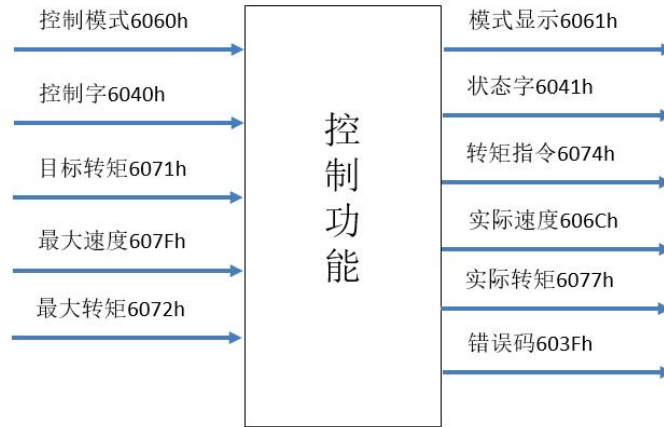 控制模式6060h
控制字6040h
目标转矩6071h
最大速度607Fh
最大转矩6072h
控制功能
模式显示6061h
状态字6041h
转矩指令6074h
实际速度606Ch
实际转矩6077h
错误码603Fh